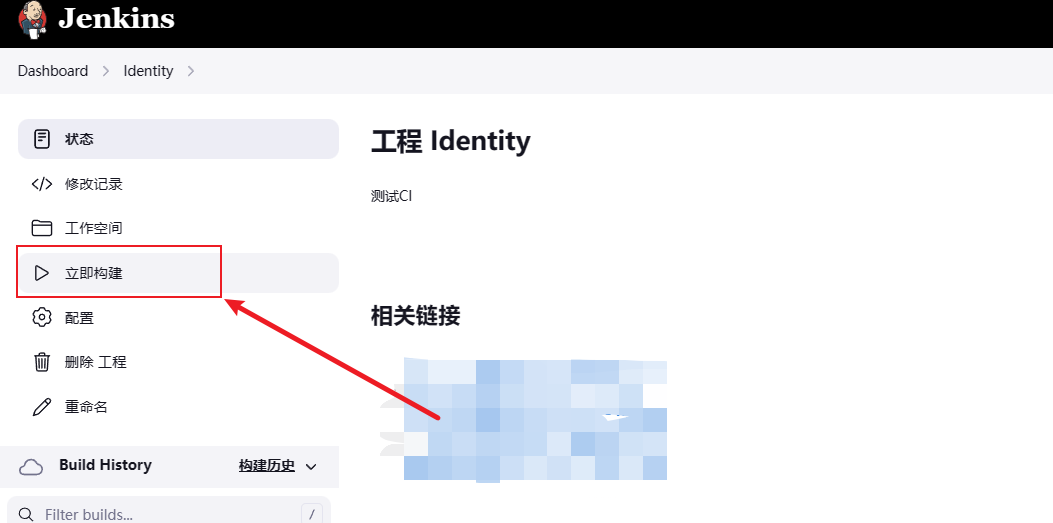 Jenkins
Dashboard Identity
状态
修改记录
工作空间
立即构建
配置
删除 工程
重命名
Build History 构建历史
Filter builds... /
工程 Identity
测试CI
相关链接